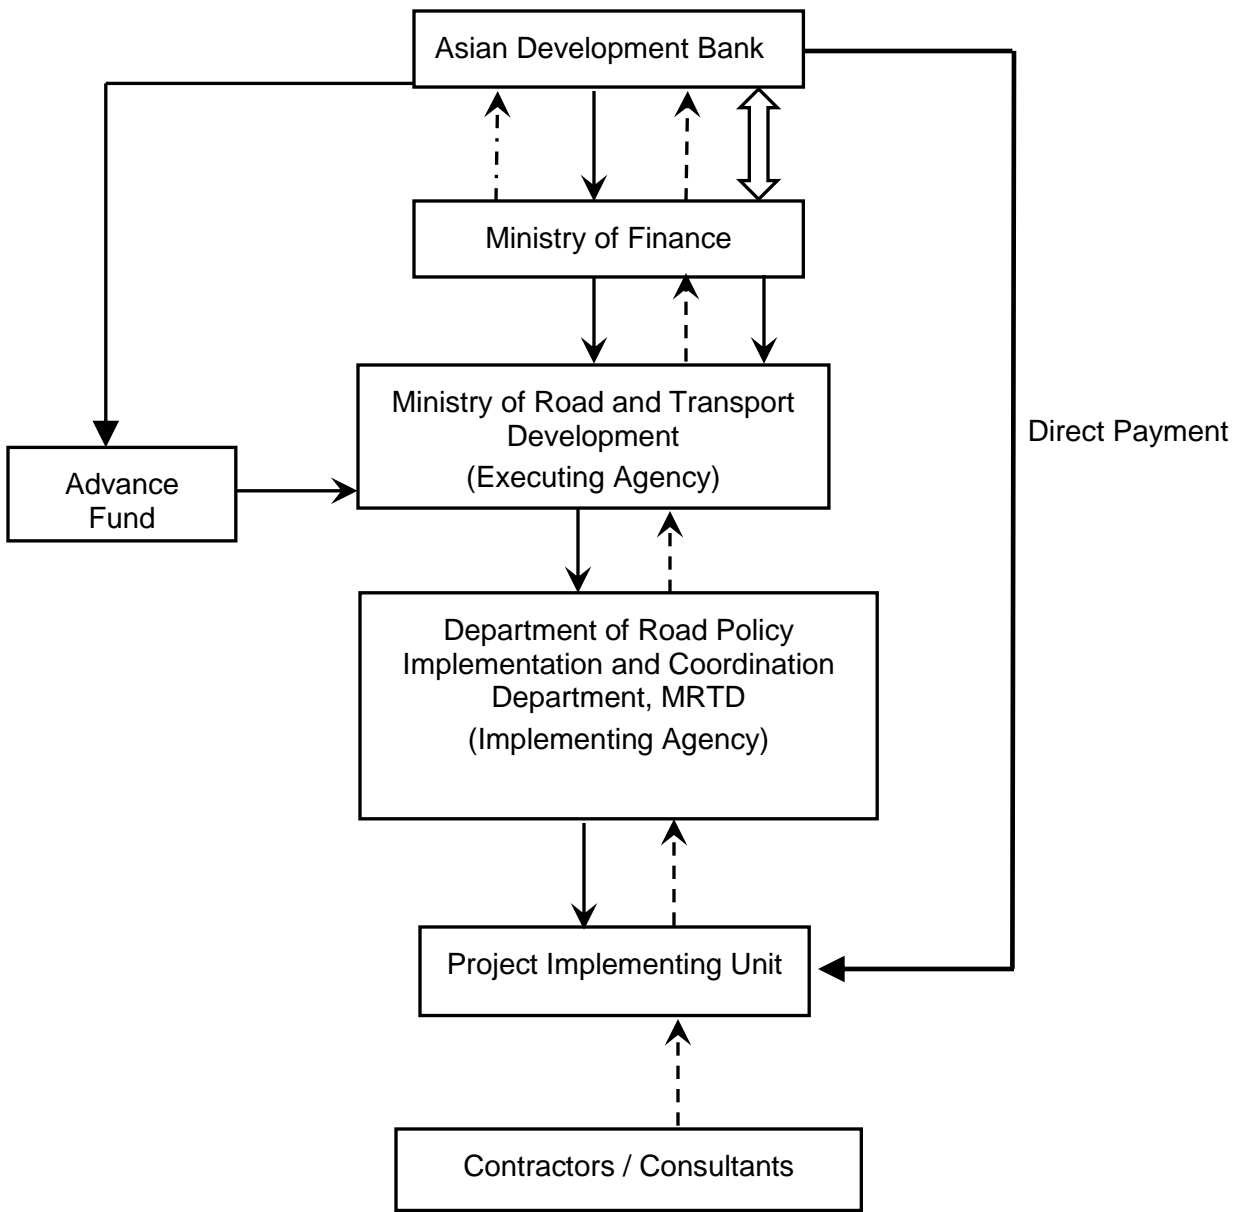 Asian Development Bank
Ministry of Finance
Ministry of Road and Transport
Development
(Executing Agency)
Direct Payment
Advance
Fund
Department of Road Policy
Implementation and Coordination
Department, MRTD
(Implementing Agency)
Project Implementing Unit
Contractors / Consultants